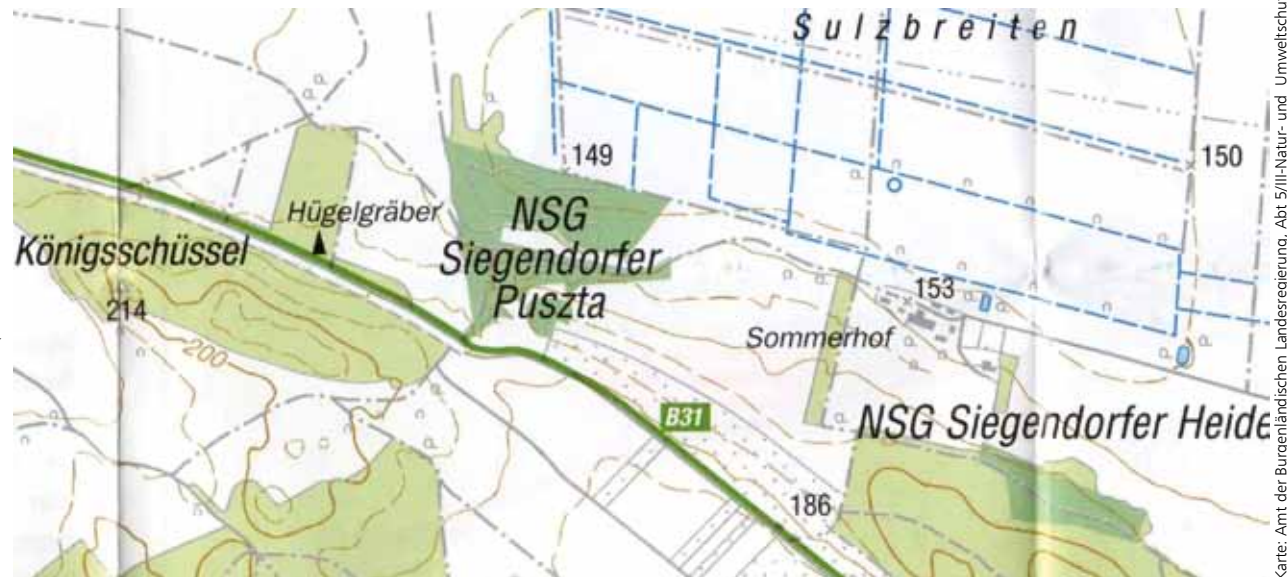 Sulzbreiten
149
150
Hügelgräber
NSG
Siegendorfer
Puszta
Königsschüssel
214
153
Sommerhof
200
B31
NSG Siegendorfer Heide
186
Karte: Amt der Burgenländischen Landesregierung, Abt 5/III-Natur- und Umweltschu